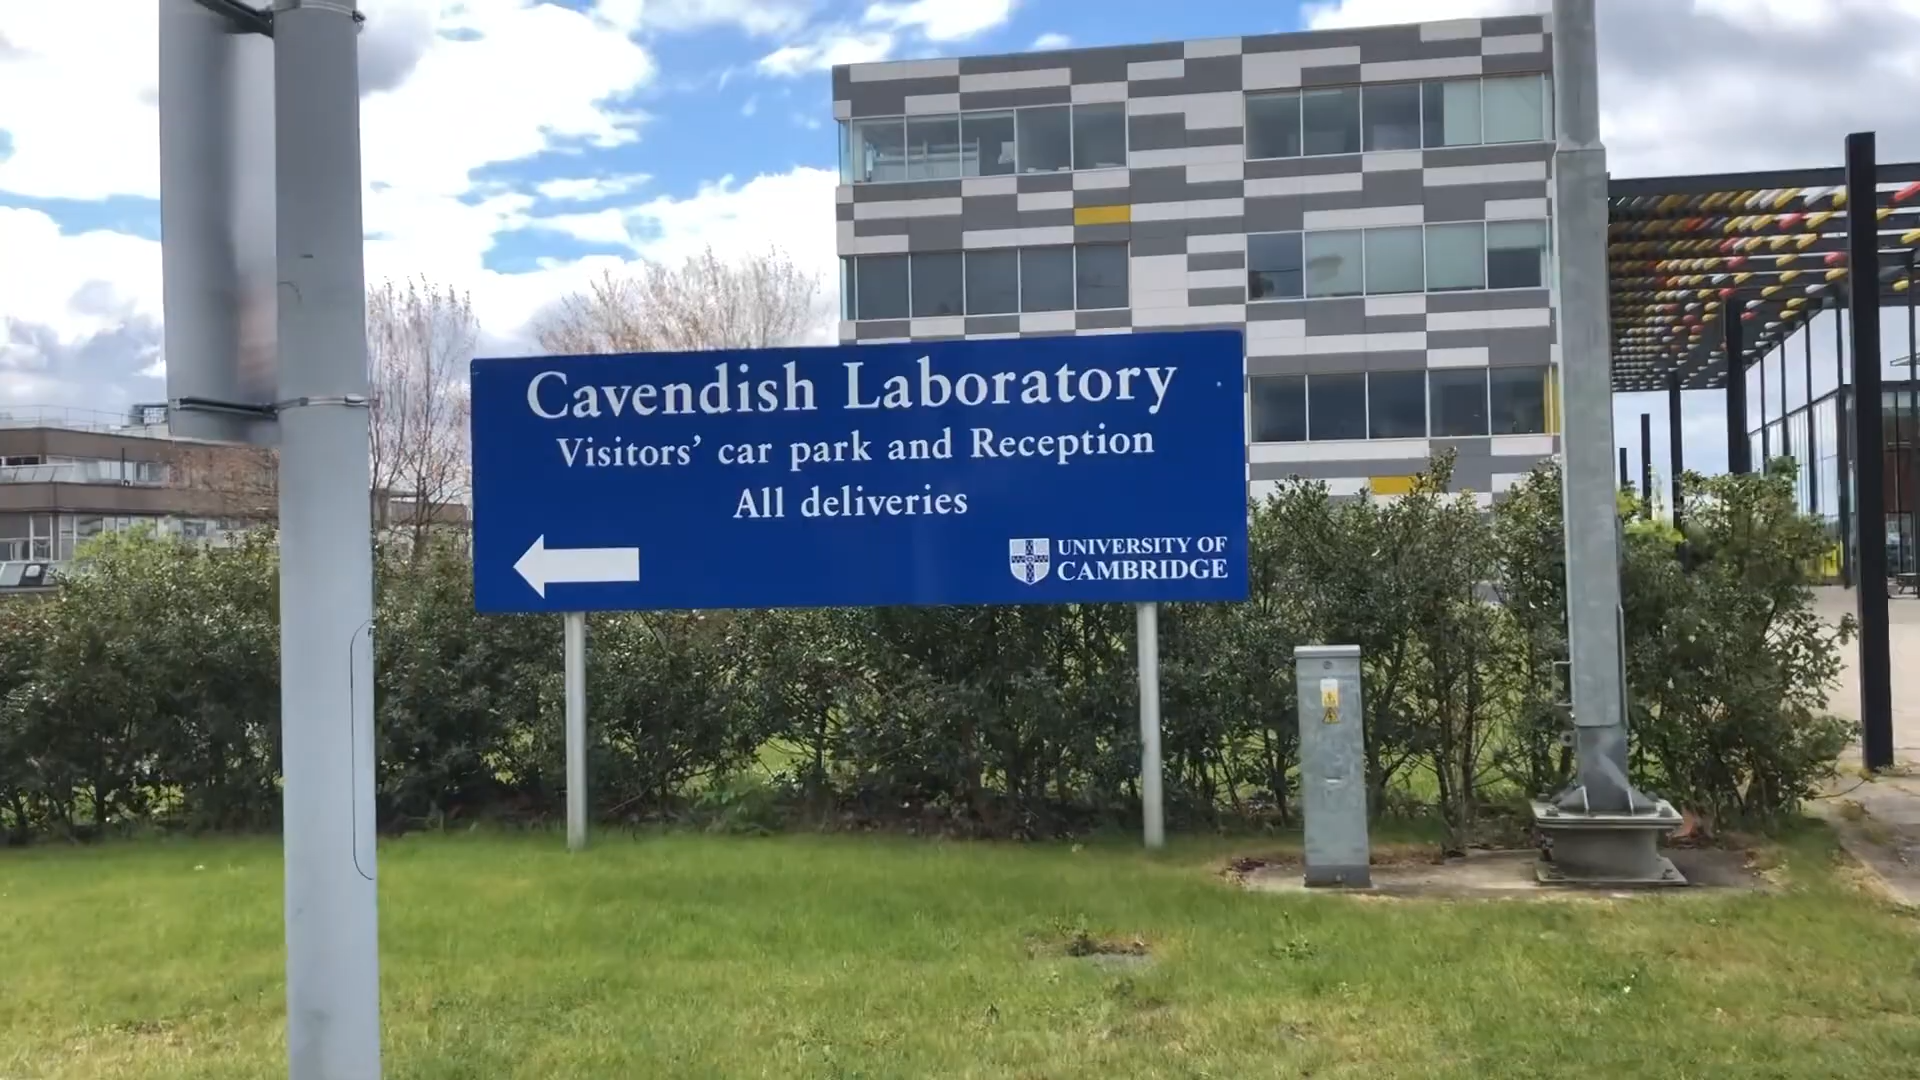 Cavendish Laboratory
Visitors’ car park and Reception
All deliveries
UNIVERSITY OF
CAMBRIDGE